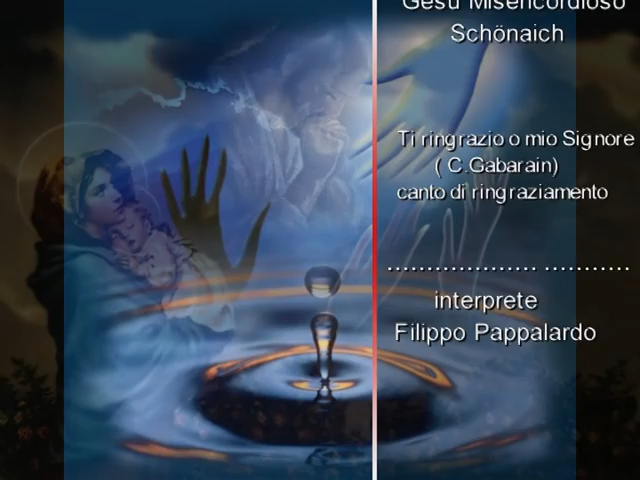 Gesù Misericordioso
Schönaich
Ti ringrazio o mio Signore
( C.Gabarain)
canto di ringraziamento
................... ...........
interprete
Filippo Pappalardo